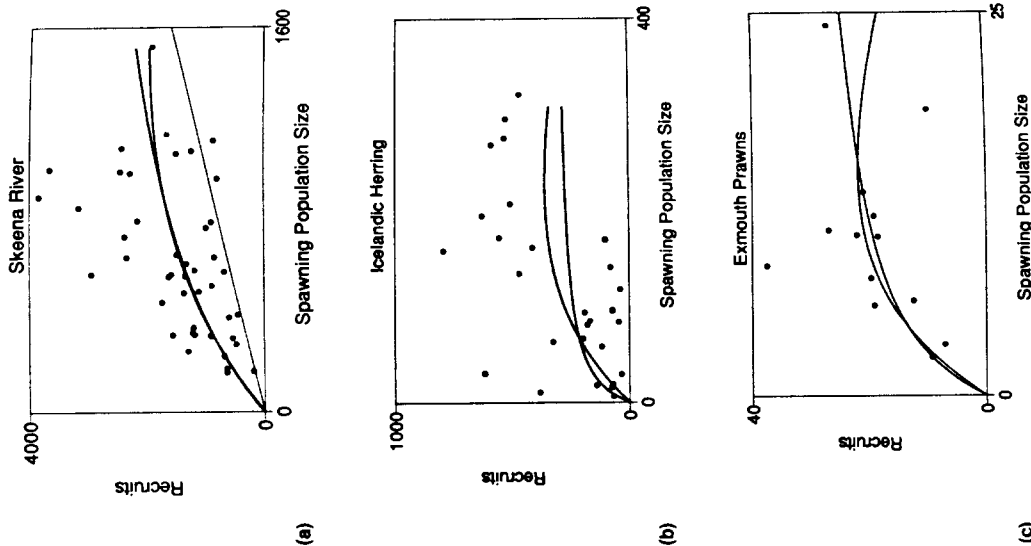 Skeena River
4000
Recruits
0
0
1600
Spawning Population Size
(a)
Icelandic Herring
1000
Recruits
0
0
400
Spawning Population Size
(b)
Exmouth Prawns
40
Recruits
0
0
25
Spawning Population Size
(c)